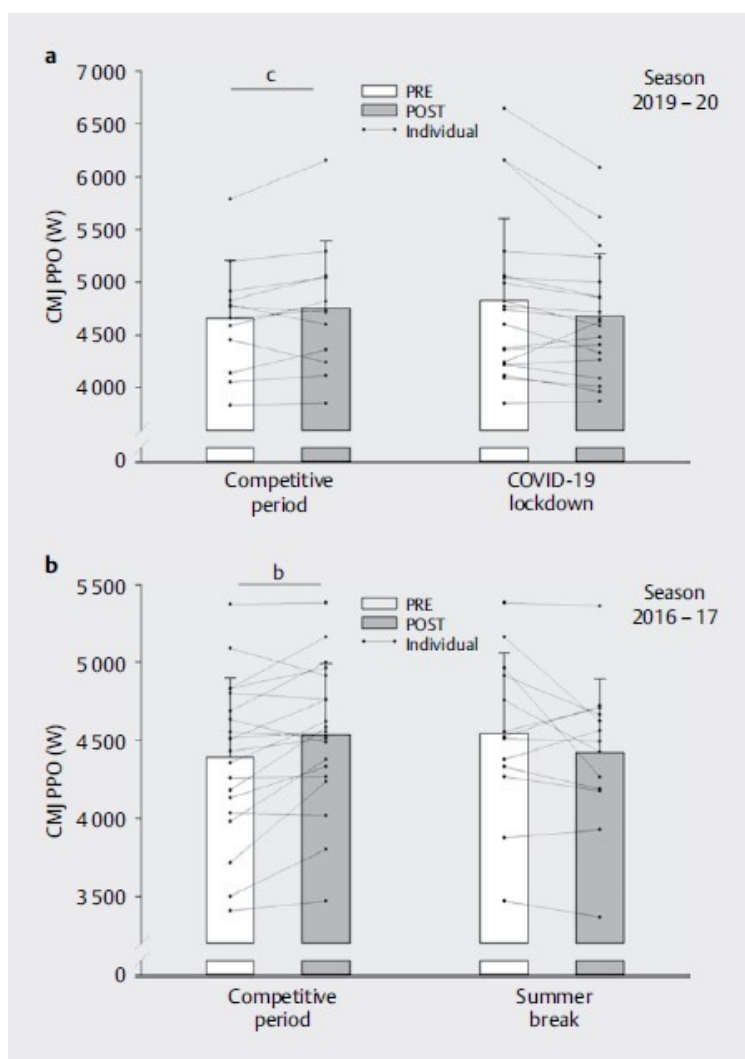 a
c
Season
2019 – 20
PRE
POST
Individual
7 000
6 500
6 000
5 500
5 000
4 500
4 000
0
CMJ PPO (W)
Competitive
period
COVID-19
lockdown
b
b
Season
2016 – 17
PRE
POST
Individual
5 500
5 000
4 500
4 000
3 500
0
CMJ PPO (W)
Competitive
period
Summer
break